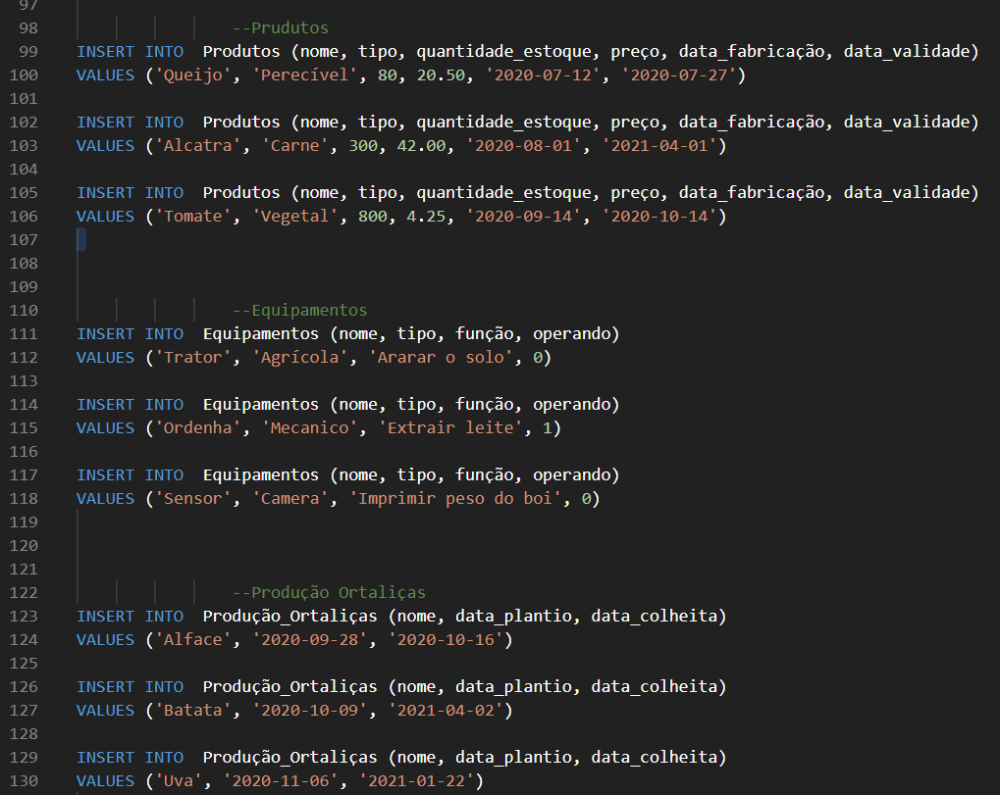 97
98 --Prudutos
99 INSERT INTO  Produtos (nome, tipo, quantidade_estoque, preço, data_fabricação, data_validade)
100 VALUES ('Queijo', 'Perecível', 80, 20.50, '2020-07-12', '2020-07-27')
101
102 INSERT INTO  Produtos (nome, tipo, quantidade_estoque, preço, data_fabricação, data_validade)
103 VALUES ('Alcatra', 'Carne', 300, 42.00, '2020-08-01', '2021-04-01')
104
105 INSERT INTO  Produtos (nome, tipo, quantidade_estoque, preço, data_fabricação, data_validade)
106 VALUES ('Tomate', 'Vegetal', 800, 4.25, '2020-09-14', '2020-10-14')
107
108
109
110 --Equipamentos
111 INSERT INTO  Equipamentos (nome, tipo, função, operando)
112 VALUES ('Trator', 'Agrícola', 'Ararar o solo', 0)
113
114 INSERT INTO  Equipamentos (nome, tipo, função, operando)
115 VALUES ('Ordenha', 'Mecanico', 'Extrair leite', 1)
116
117 INSERT INTO  Equipamentos (nome, tipo, função, operando)
118 VALUES ('Sensor', 'Camera', 'Imprimir peso do boi', 0)
119
120
121
122 --Produção Ortaliças
123 INSERT INTO  Produção_Ortaliças (nome, data_plantio, data_colheita)
124 VALUES ('Alface', '2020-09-28', '2020-10-16')
125
126 INSERT INTO  Produção_Ortaliças (nome, data_plantio, data_colheita)
127 VALUES ('Batata', '2020-10-09', '2021-04-02')
128
129 INSERT INTO  Produção_Ortaliças (nome, data_plantio, data_colheita)
130 VALUES ('Uva', '2020-11-06', '2021-01-22')